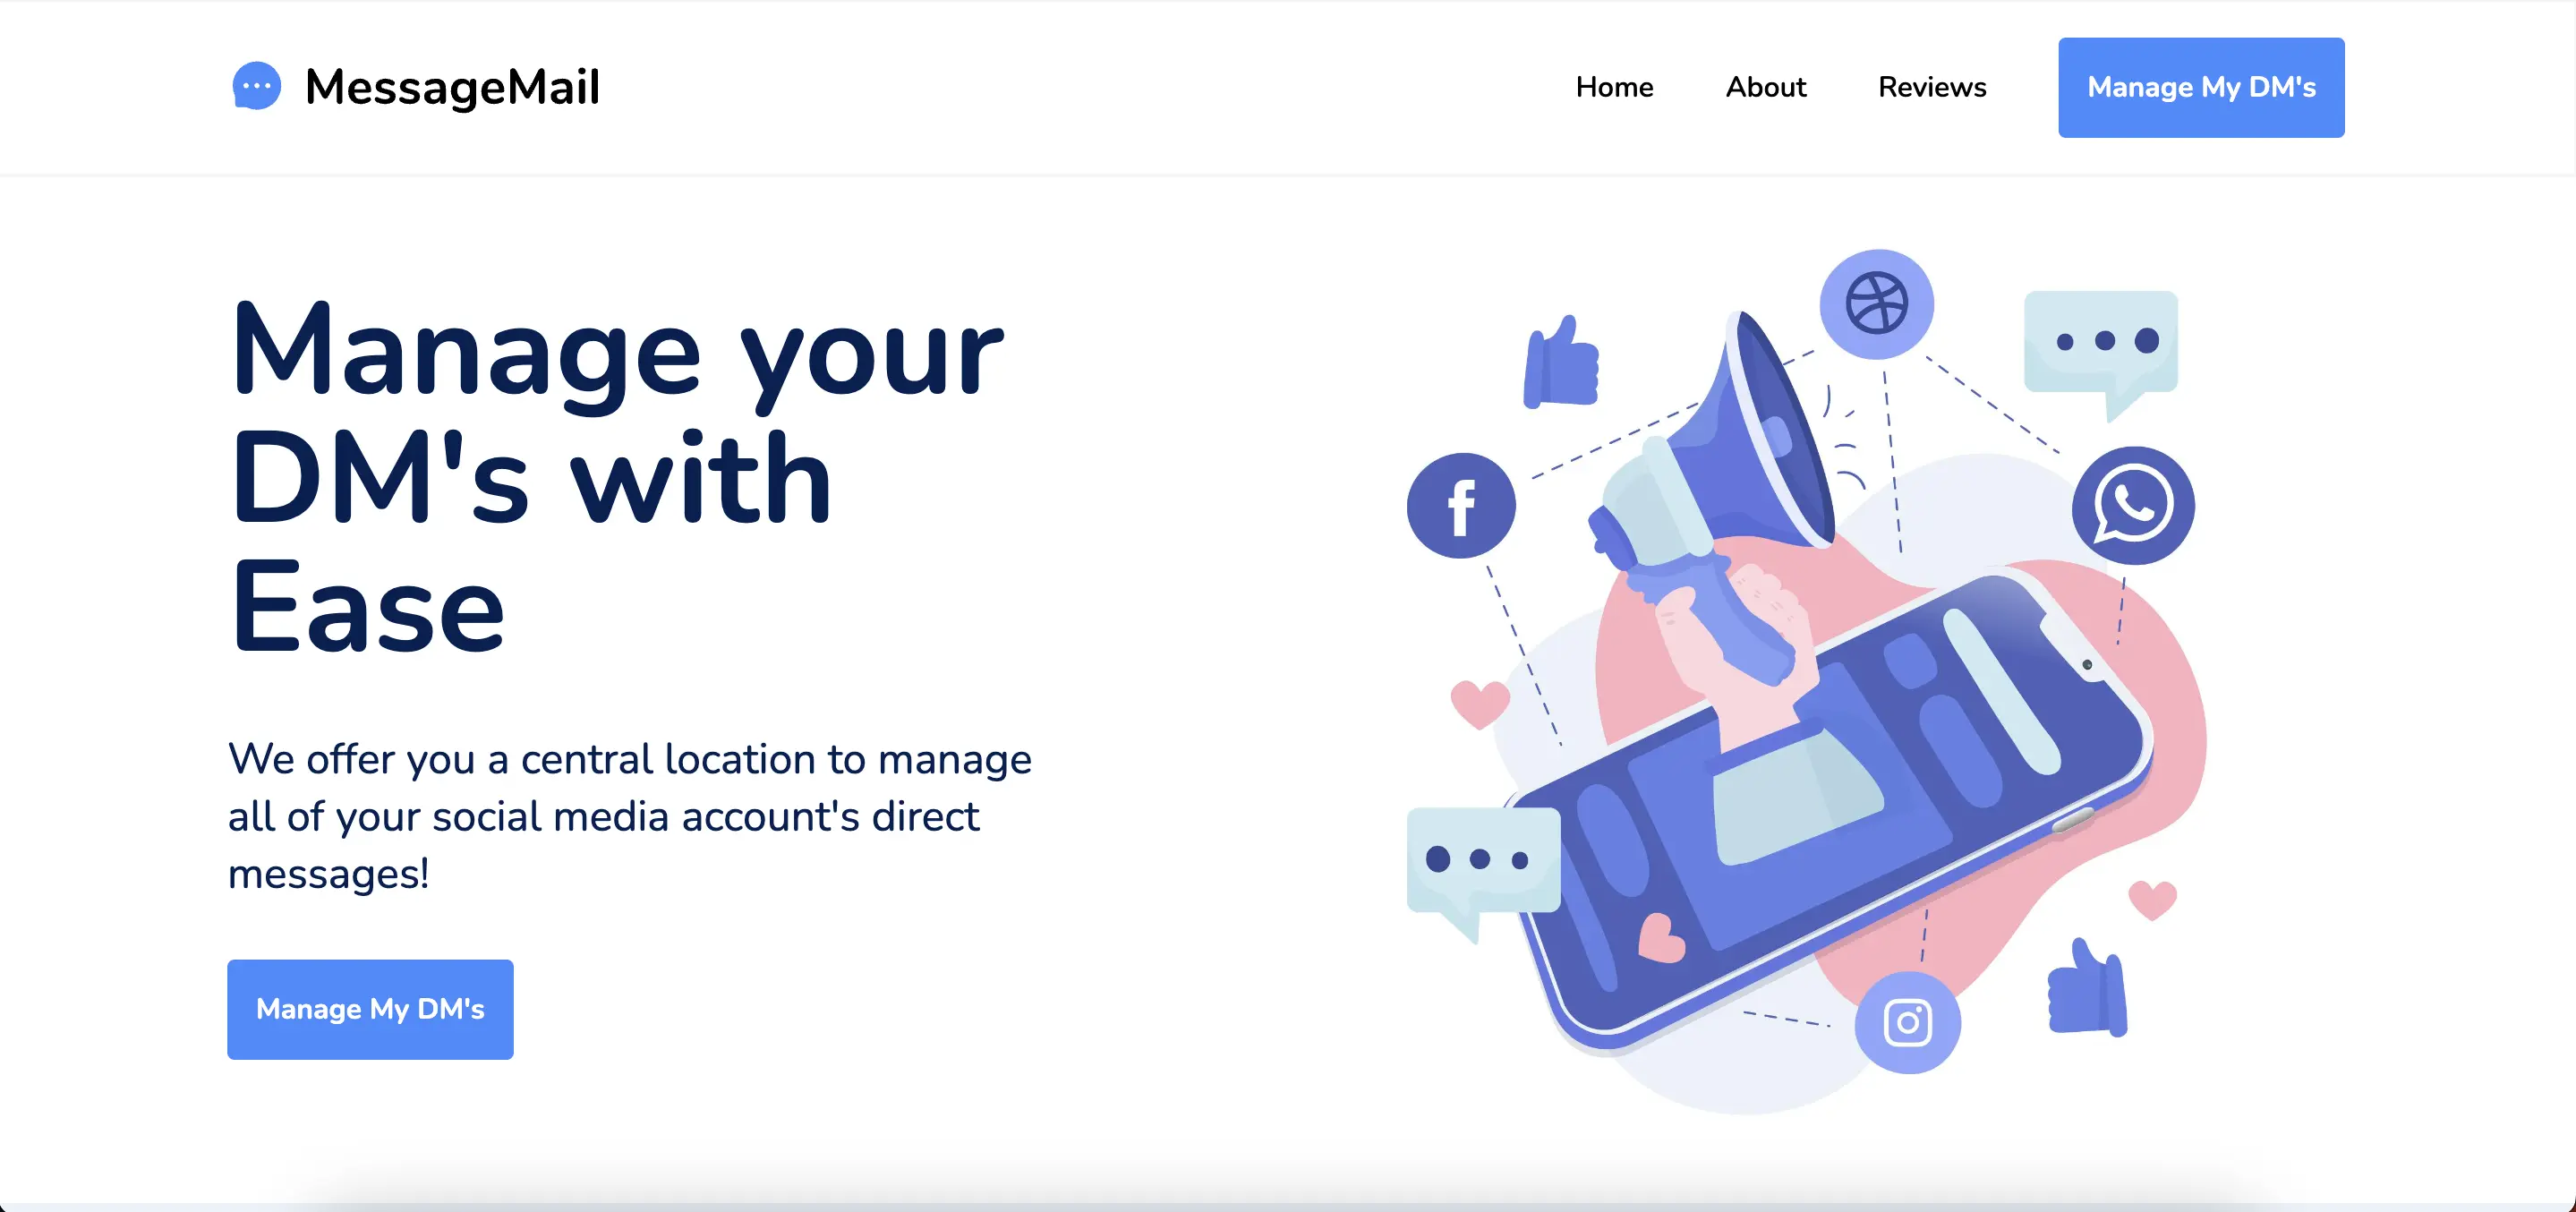 MessageMail
Home
About
Reviews
Manage My DM's
Manage your
DM's with
Ease
We offer you a central location to manage
all of your social media account's direct
messages!
Manage My DM's